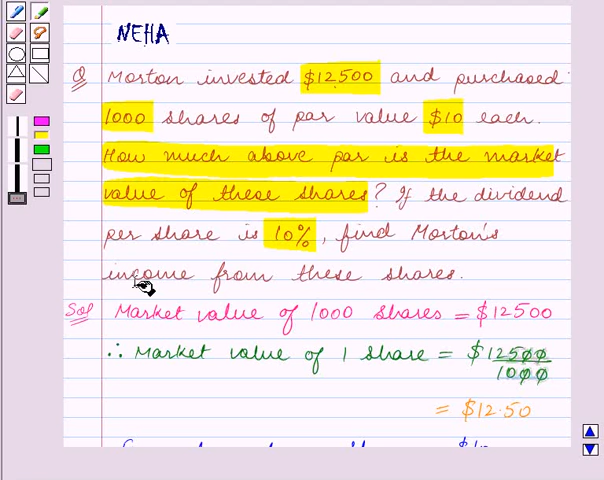 NEHA
Q Morton invested $12500 and purchased
1000 shares of par value $10 each.
How much above par is the market
value of these shares? If the dividend
per share is 10%, find Morton's
income from these shares.
Sol Market value of 1000 shares = $12500
∴ Market value of 1 share = $12500/1000
= $12.50